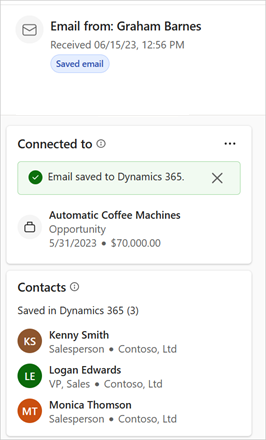 Email from: Graham Barnes
Received 06/15/23, 12:56 PM
Saved email
Connected to
Email saved to Dynamics 365.
Automatic Coffee Machines
Opportunity
5/31/2023 • $70,000.00
Contacts
Saved in Dynamics 365 (3)
KS Kenny Smith
Salesperson • Contoso, Ltd
LE Logan Edwards
VP, Sales • Contoso, Ltd
MT Monica Thomson
Salesperson • Contoso, Ltd